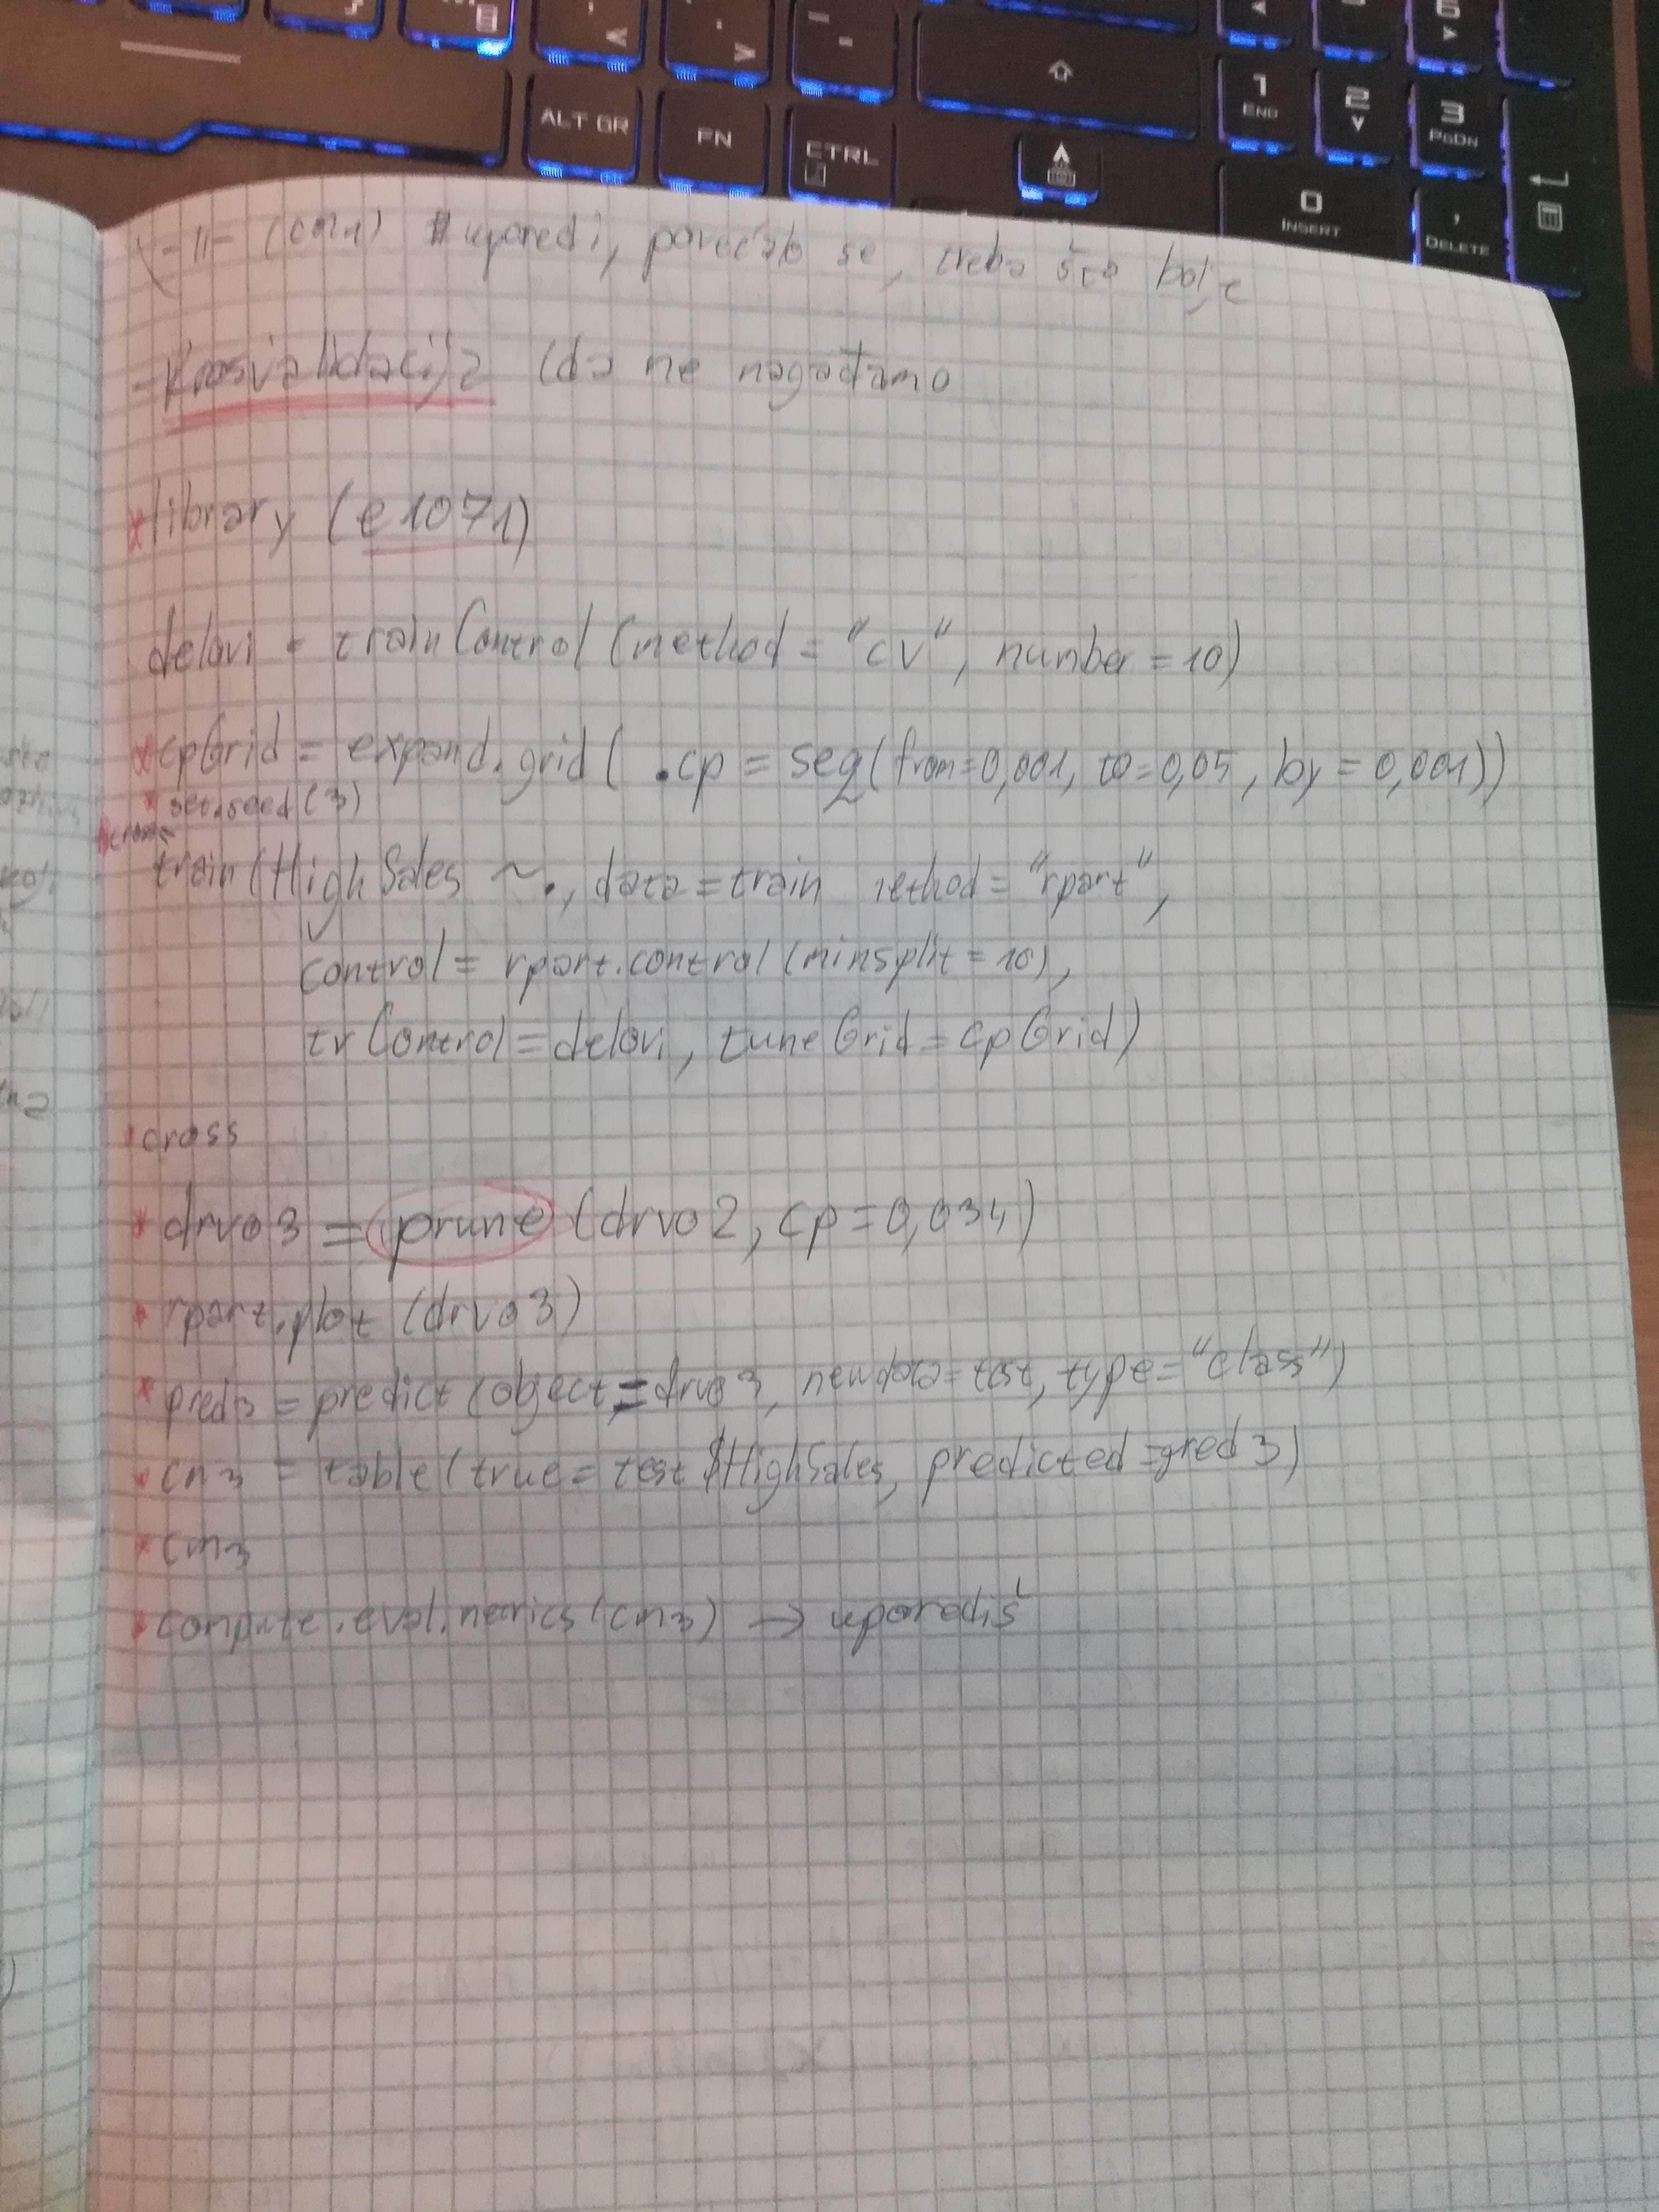 ALT GR
FN
CTRL
1
END
2
3
PgDn
0
INSERT
,
DELETE
-||- (cm1) # uporedi, povećalo se, treba što bolje
- Krosvalidacija (da ne nagađamo
library (e1071)
delovi = trainControl (method = "cv", number = 10)
cpGrid = expand.grid( .cp = seq(from=0,001, to=0,05, by=0,001))
set.seed(3)
cross=
train(HighSales ~., data=train method= "rpart",
control= rpart.control (minsplit = 10),
trControl = delovi, tuneGrid = cpGrid)
cross
drvo3 = prune (drvo2, cp=0,034)
rpart.plot (drvo3)
pred3 = predict (object = drvo3, newdata=test, type= "class")
cm3 = table(true= test$HighSales, predicted =pred3)
cm3
compute.eval.metrics (cm3) → uporediš